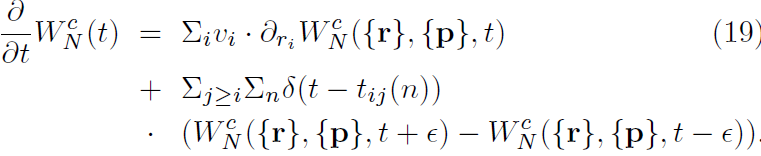 ∂/∂t W_N^c(t) = Σ_i v_i · ∂_{r_i} W_N^c({r}, {p}, t) (19)
+ Σ_{j≥i} Σ_n δ(t − t_{ij}(n))
· (W_N^c({r}, {p}, t + ϵ) − W_N^c({r}, {p}, t − ϵ)).